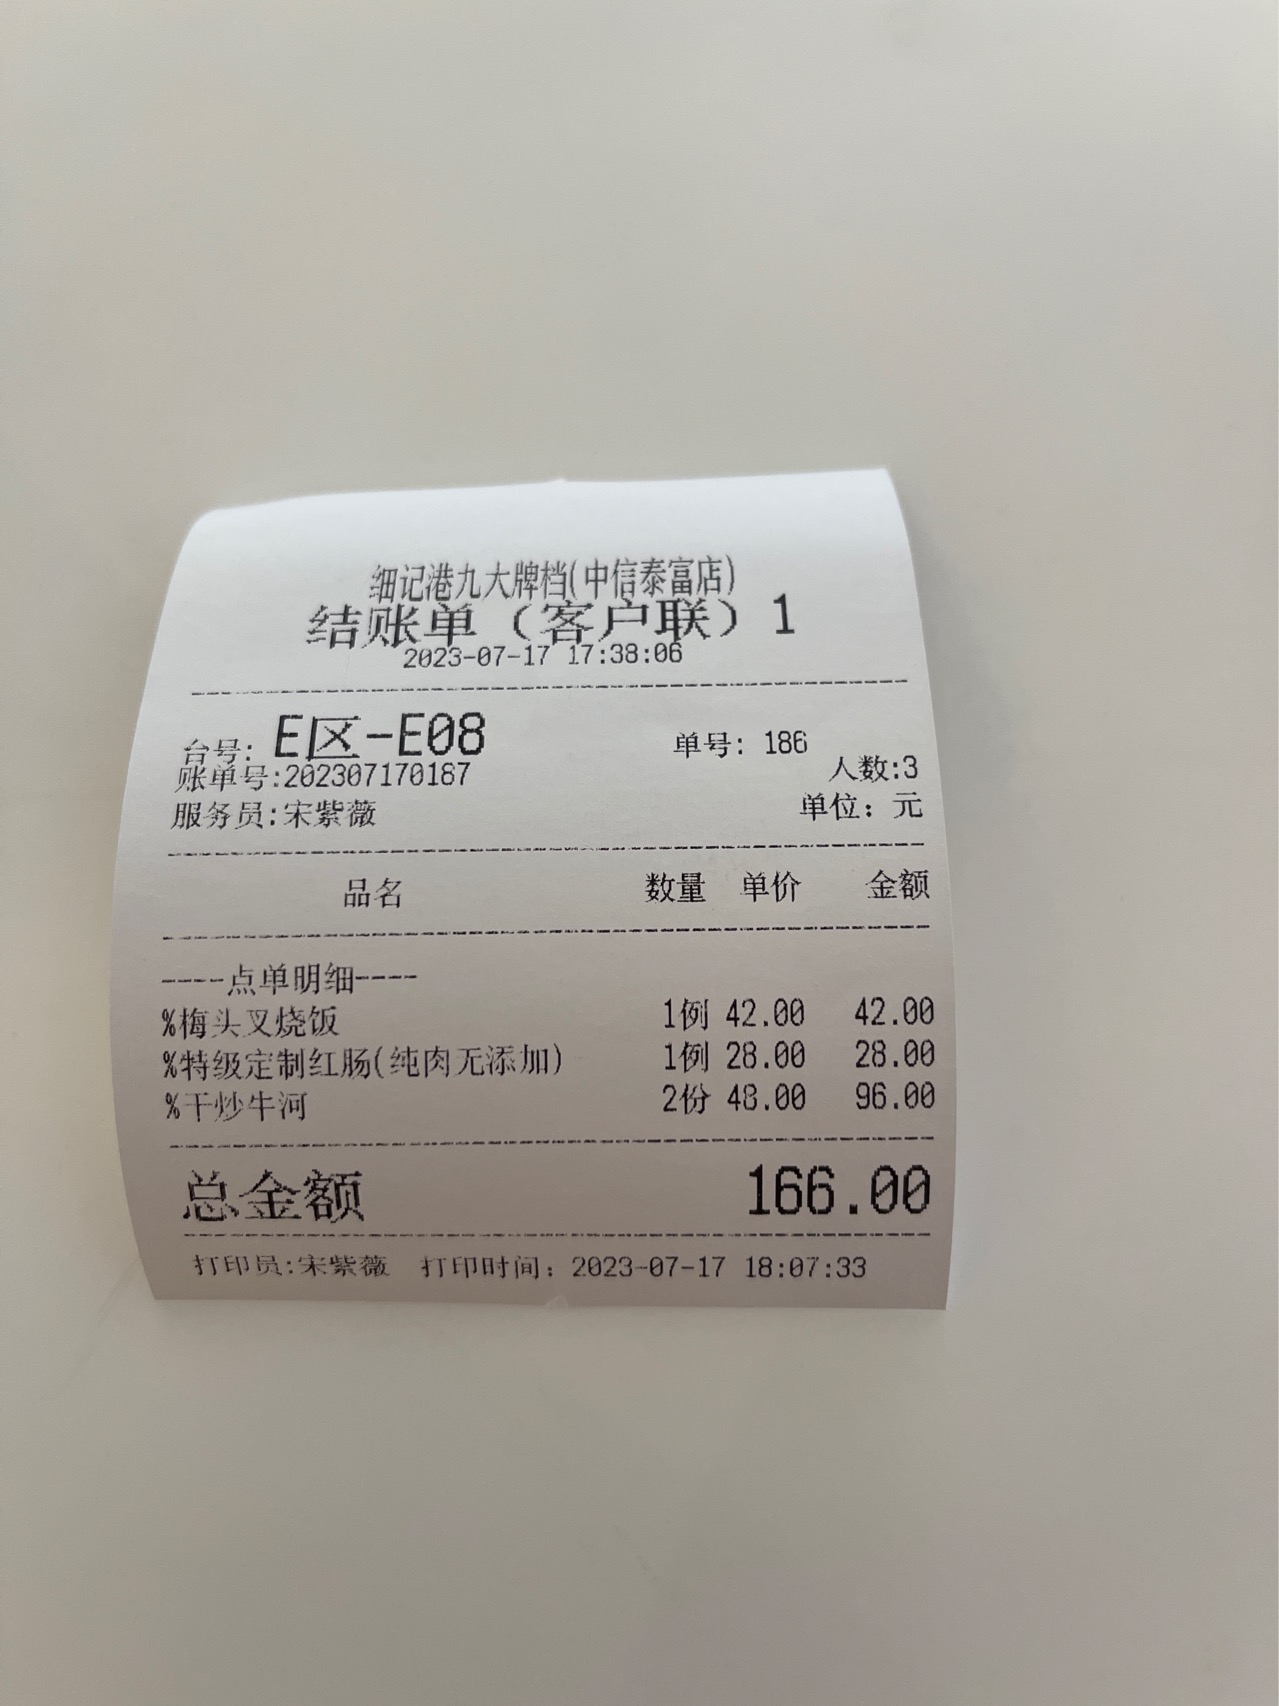 细记港九大牌档(中信泰富店)
结账单（客户联）1
2023-07-17 17:38:06
台号: E区-E08 单号: 186
账单号:202307170187 人数:3
服务员:宋紫薇 单位: 元
品名 数量 单价 金额
----点单明细----
%梅头叉烧饭 1例 42.00 42.00
%特级定制红肠(纯肉无添加) 1例 28.00 28.00
%干炒牛河 2份 48.00 96.00
总金额 166.00
打印员:宋紫薇 打印时间: 2023-07-17 18:07:33